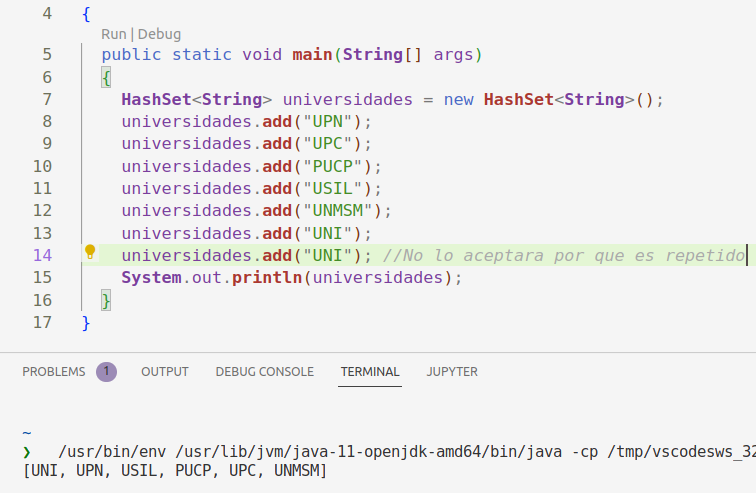 4 {
Run | Debug
5 public static void main(String[] args)
6 {
7 HashSet<String> universidades = new HashSet<String>();
8 universidades.add("UPN");
9 universidades.add("UPC");
10 universidades.add("PUCP");
11 universidades.add("USIL");
12 universidades.add("UNMSM");
13 universidades.add("UNI");
14 universidades.add("UNI"); //No lo aceptara por que es repetido
15 System.out.println(universidades);
16 }
17 }
PROBLEMS 1 OUTPUT DEBUG CONSOLE TERMINAL JUPYTER
~
❯ /usr/bin/env /usr/lib/jvm/java-11-openjdk-amd64/bin/java -cp /tmp/vscodesws_32
[UNI, UPN, USIL, PUCP, UPC, UNMSM]